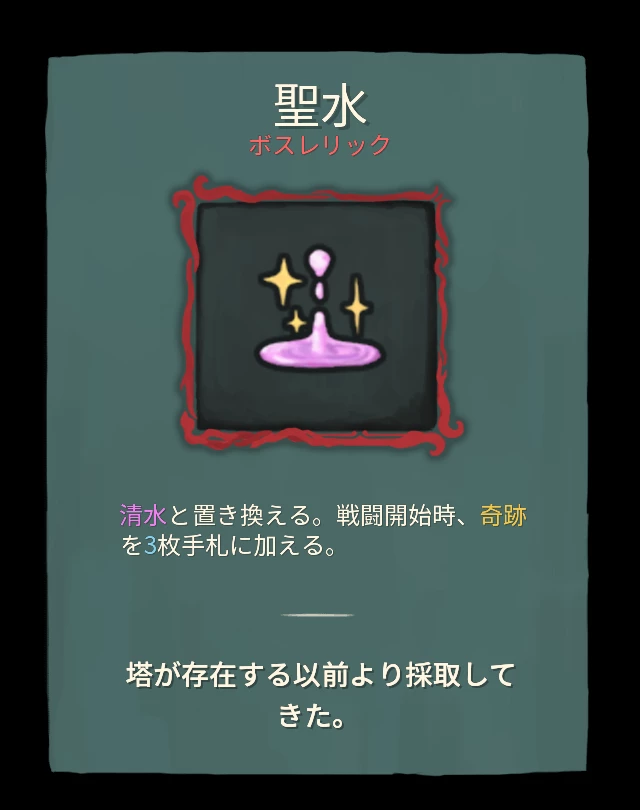 聖水
ボスレリック
清水と置き換える。戦闘開始時、奇跡
を3枚手札に加える。
塔が存在する以前より採取して
きた。